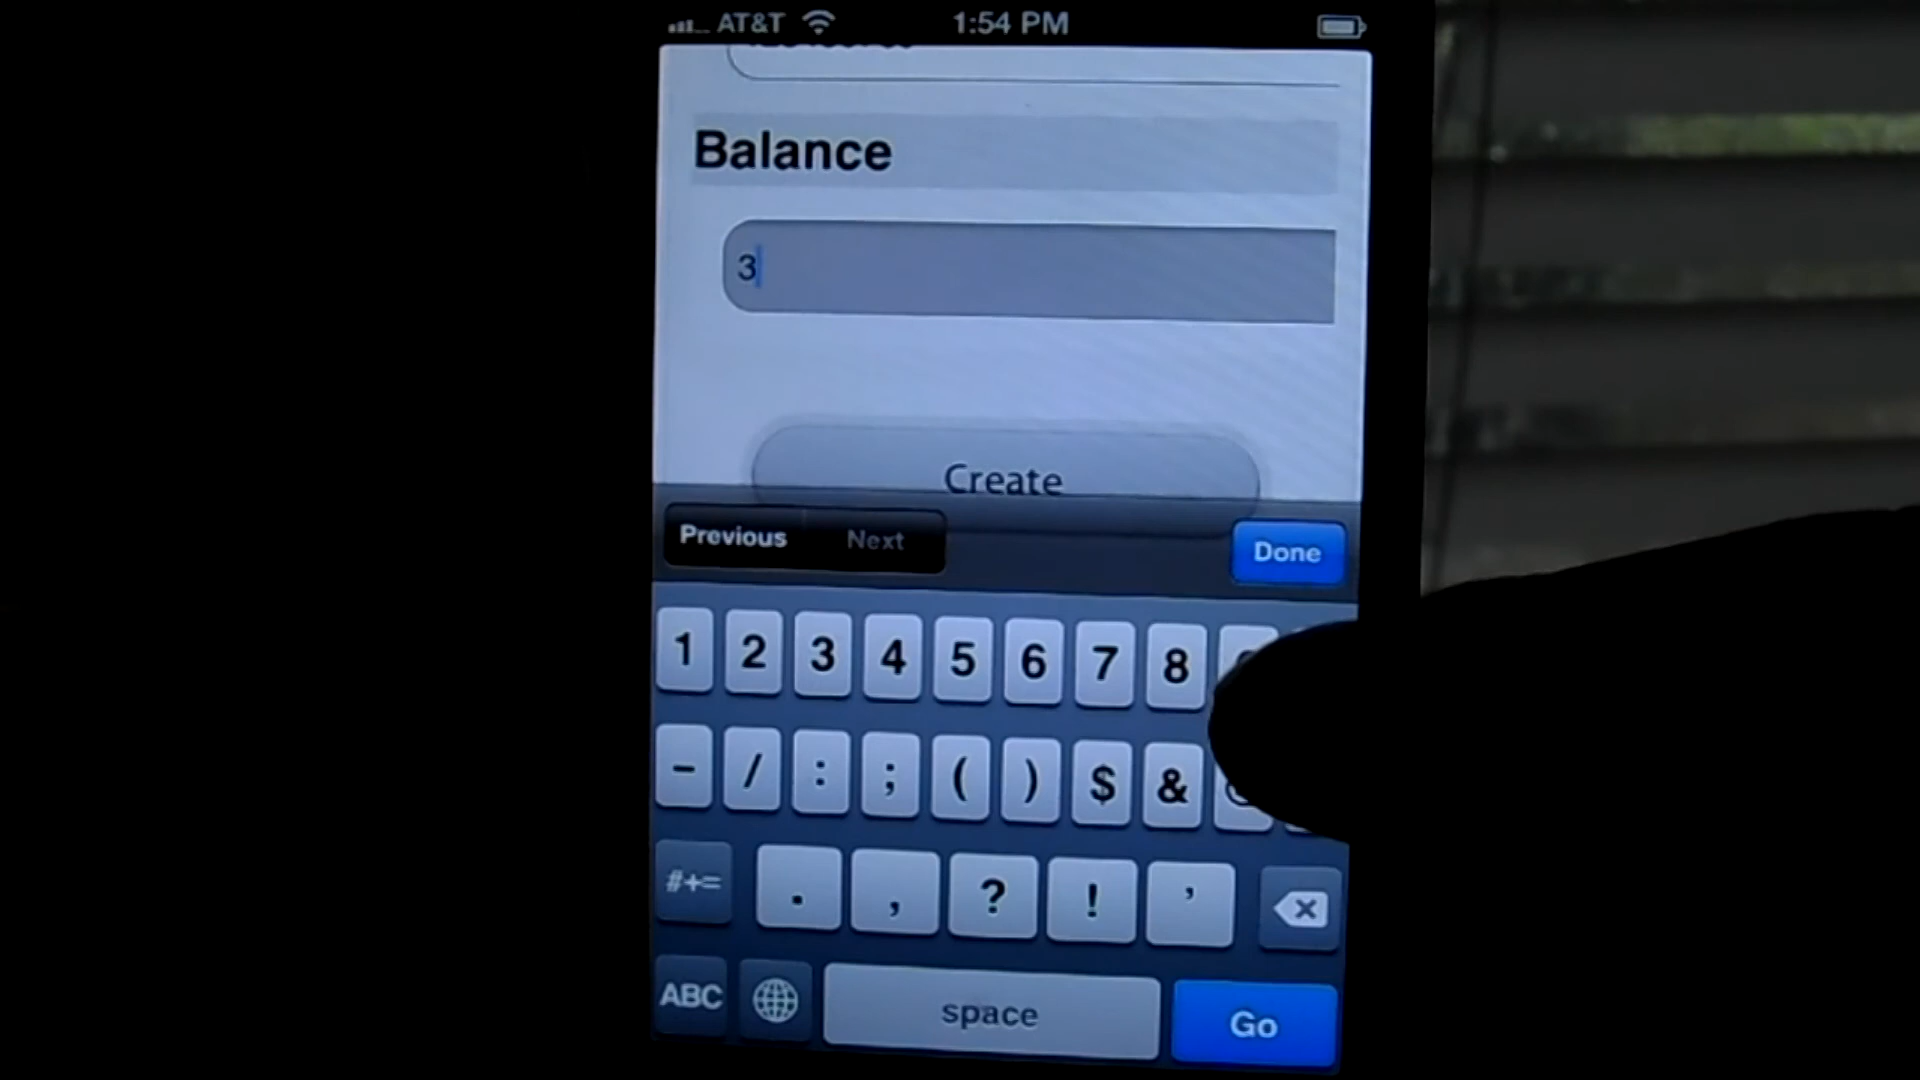 AT&T 1:54 PM
Balance
3
Create
Previous Next Done
1 2 3 4 5 6 7 8
- / : ; ( ) $ &
#+= . , ? ! '
ABC space Go